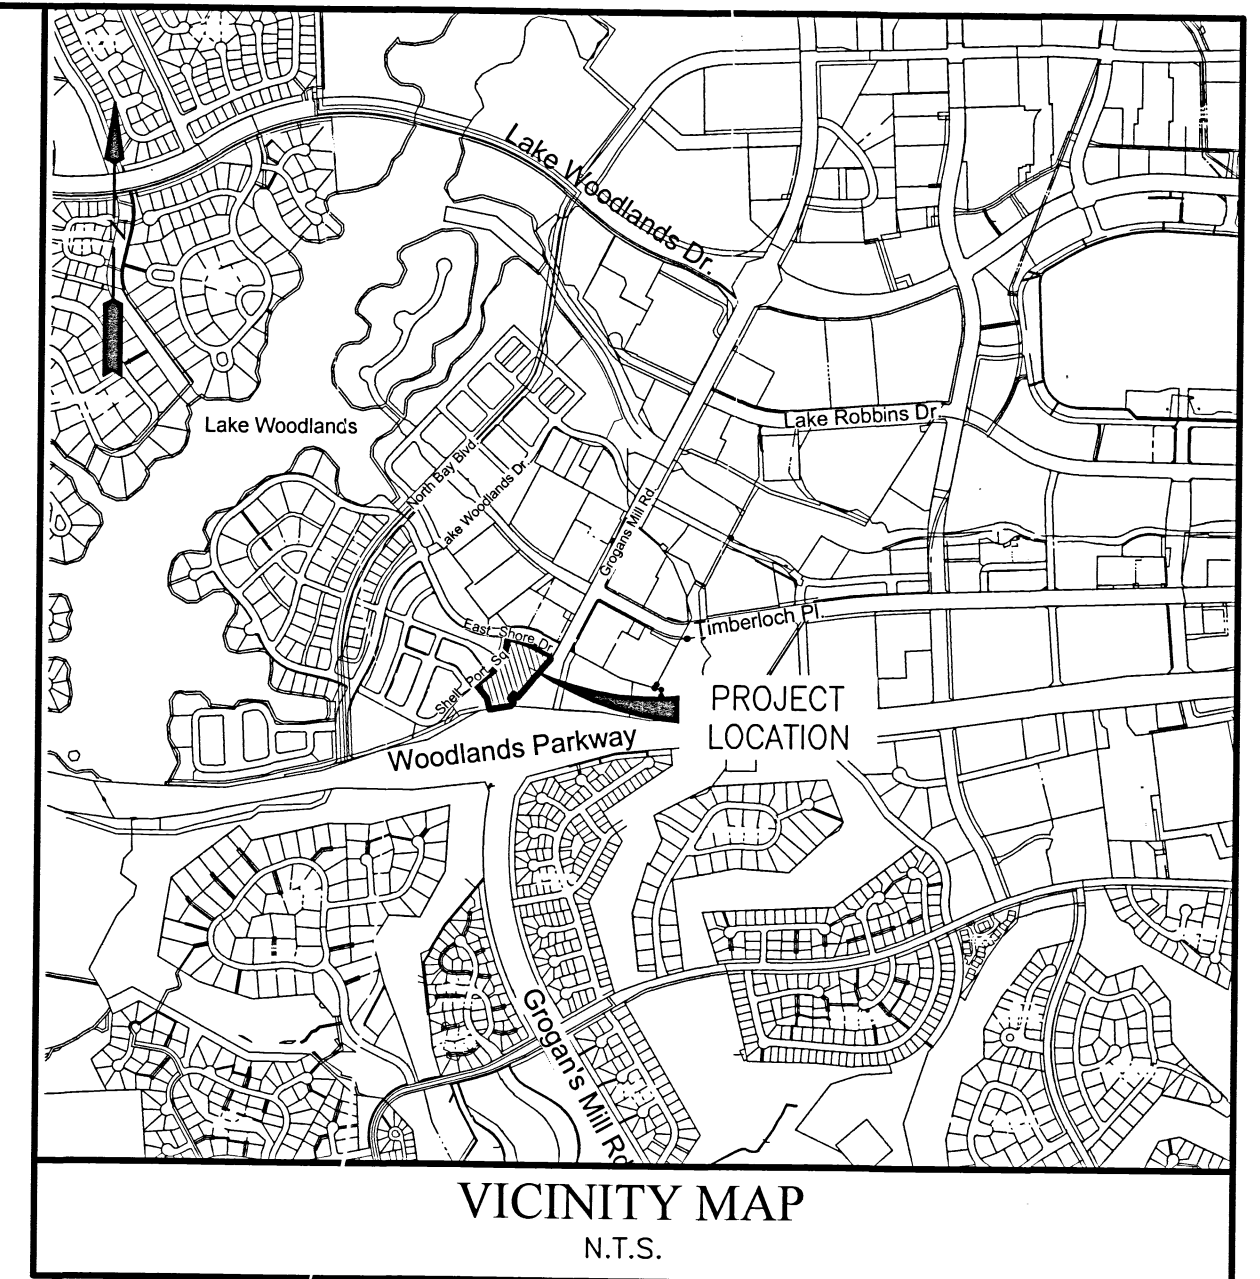 Lake Woodlands Dr.
Lake Woodlands
Lake Robbins Dr.
North Bay Blvd.
Lake Woodlands Dr.
Grogans Mill Rd.
Timberloch Pl.
East Shore Dr.
Shell Port Sq
PROJECT
LOCATION
Woodlands Parkway
Grogan's Mill Rd
VICINITY MAP
N.T.S.